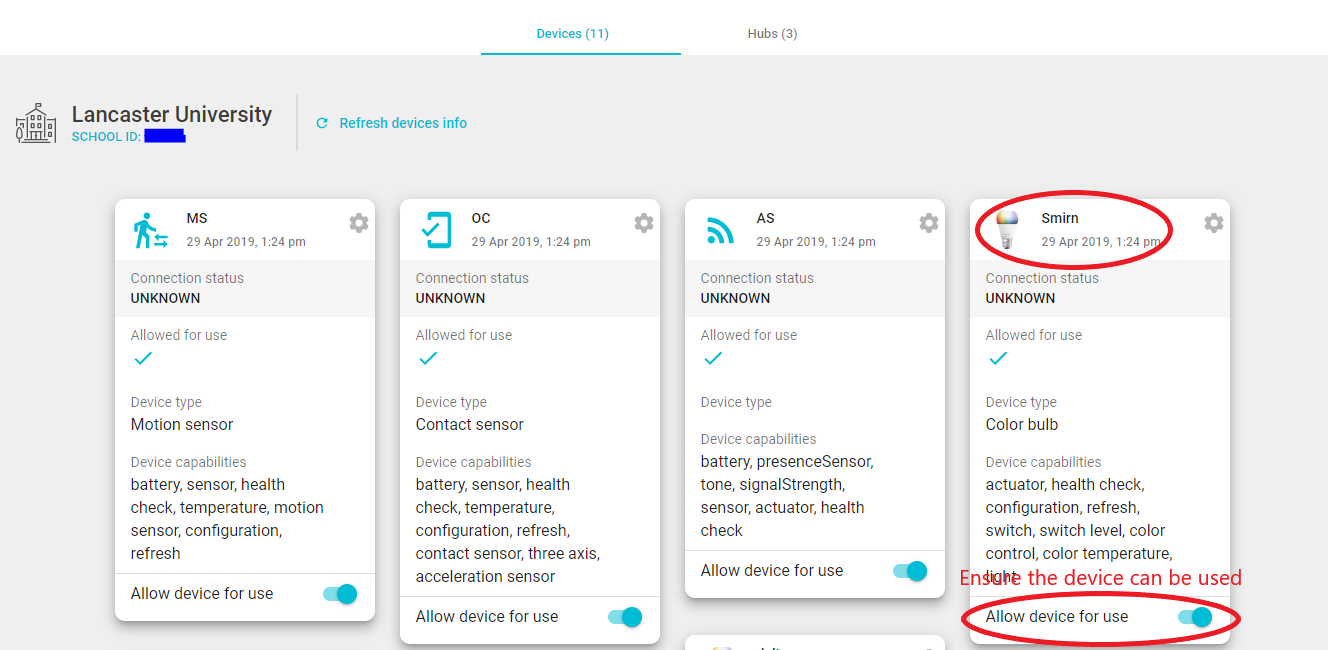 Devices (11)
Hubs (3)
Lancaster University
SCHOOL ID:
Refresh devices info
MS
29 Apr 2019, 1:24 pm
Connection status
UNKNOWN
Allowed for use
Device type
Motion sensor
Device capabilities
battery, sensor, health
check, temperature, motion
sensor, configuration,
refresh
Allow device for use
OC
29 Apr 2019, 1:24 pm
Connection status
UNKNOWN
Allowed for use
Device type
Contact sensor
Device capabilities
battery, sensor, health
check, temperature,
configuration, refresh,
contact sensor, three axis,
acceleration sensor
Allow device for use
AS
29 Apr 2019, 1:24 pm
Connection status
UNKNOWN
Allowed for use
Device type
Device capabilities
battery, presenceSensor,
tone, signalStrength,
sensor, actuator, health
check
Allow device for use
Smirn
29 Apr 2019, 1:24 pm
Connection status
UNKNOWN
Allowed for use
Device type
Color bulb
Device capabilities
actuator, health check,
configuration, refresh,
switch, switch level, color
control, color temperature,
light
Ensure the device can be used
Allow device for use